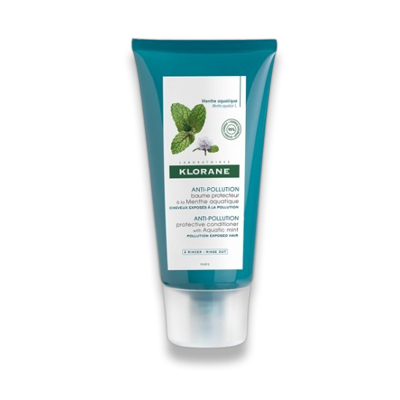 Menthe aquatique
LABORATOIRES
KLORANE
ANTI-POLLUTION
baume protecteur
à la Menthe aquatique
CHEVEUX EXPOSÉS À LA POLLUTION
ANTI-POLLUTION
protective conditioner
with Aquatic mint
POLLUTION EXPOSED HAIR
À RINCER - RINSE OUT
PARIS